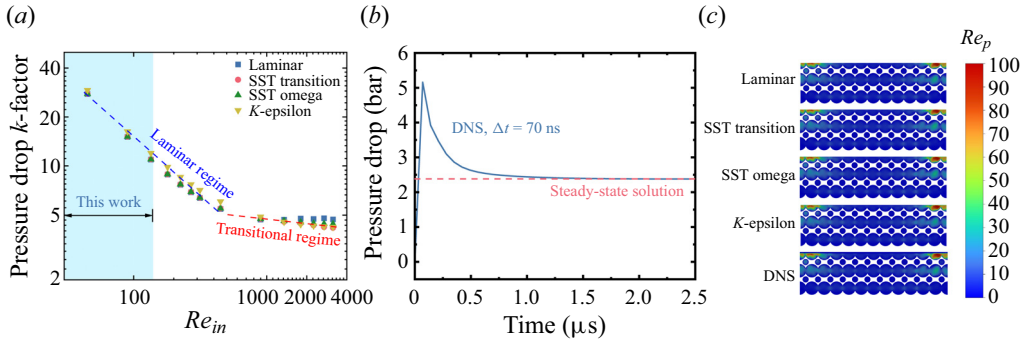 (a)
Pressure drop k-factor
40
20
10
5
2
Laminar
SST transition
SST omega
K-epsilon
Laminar regime
This work
Transitional regime
100
1000
2000
4000
Re_in
(b)
Pressure drop (bar)
6
5
4
3
2
1
0
DNS, Δt = 70 ns
Steady-state solution
0
0.5
1.0
1.5
2.0
2.5
Time (μs)
(c)
Laminar
SST transition
SST omega
K-epsilon
DNS
Re_p
100
90
80
70
60
50
40
30
20
10
0